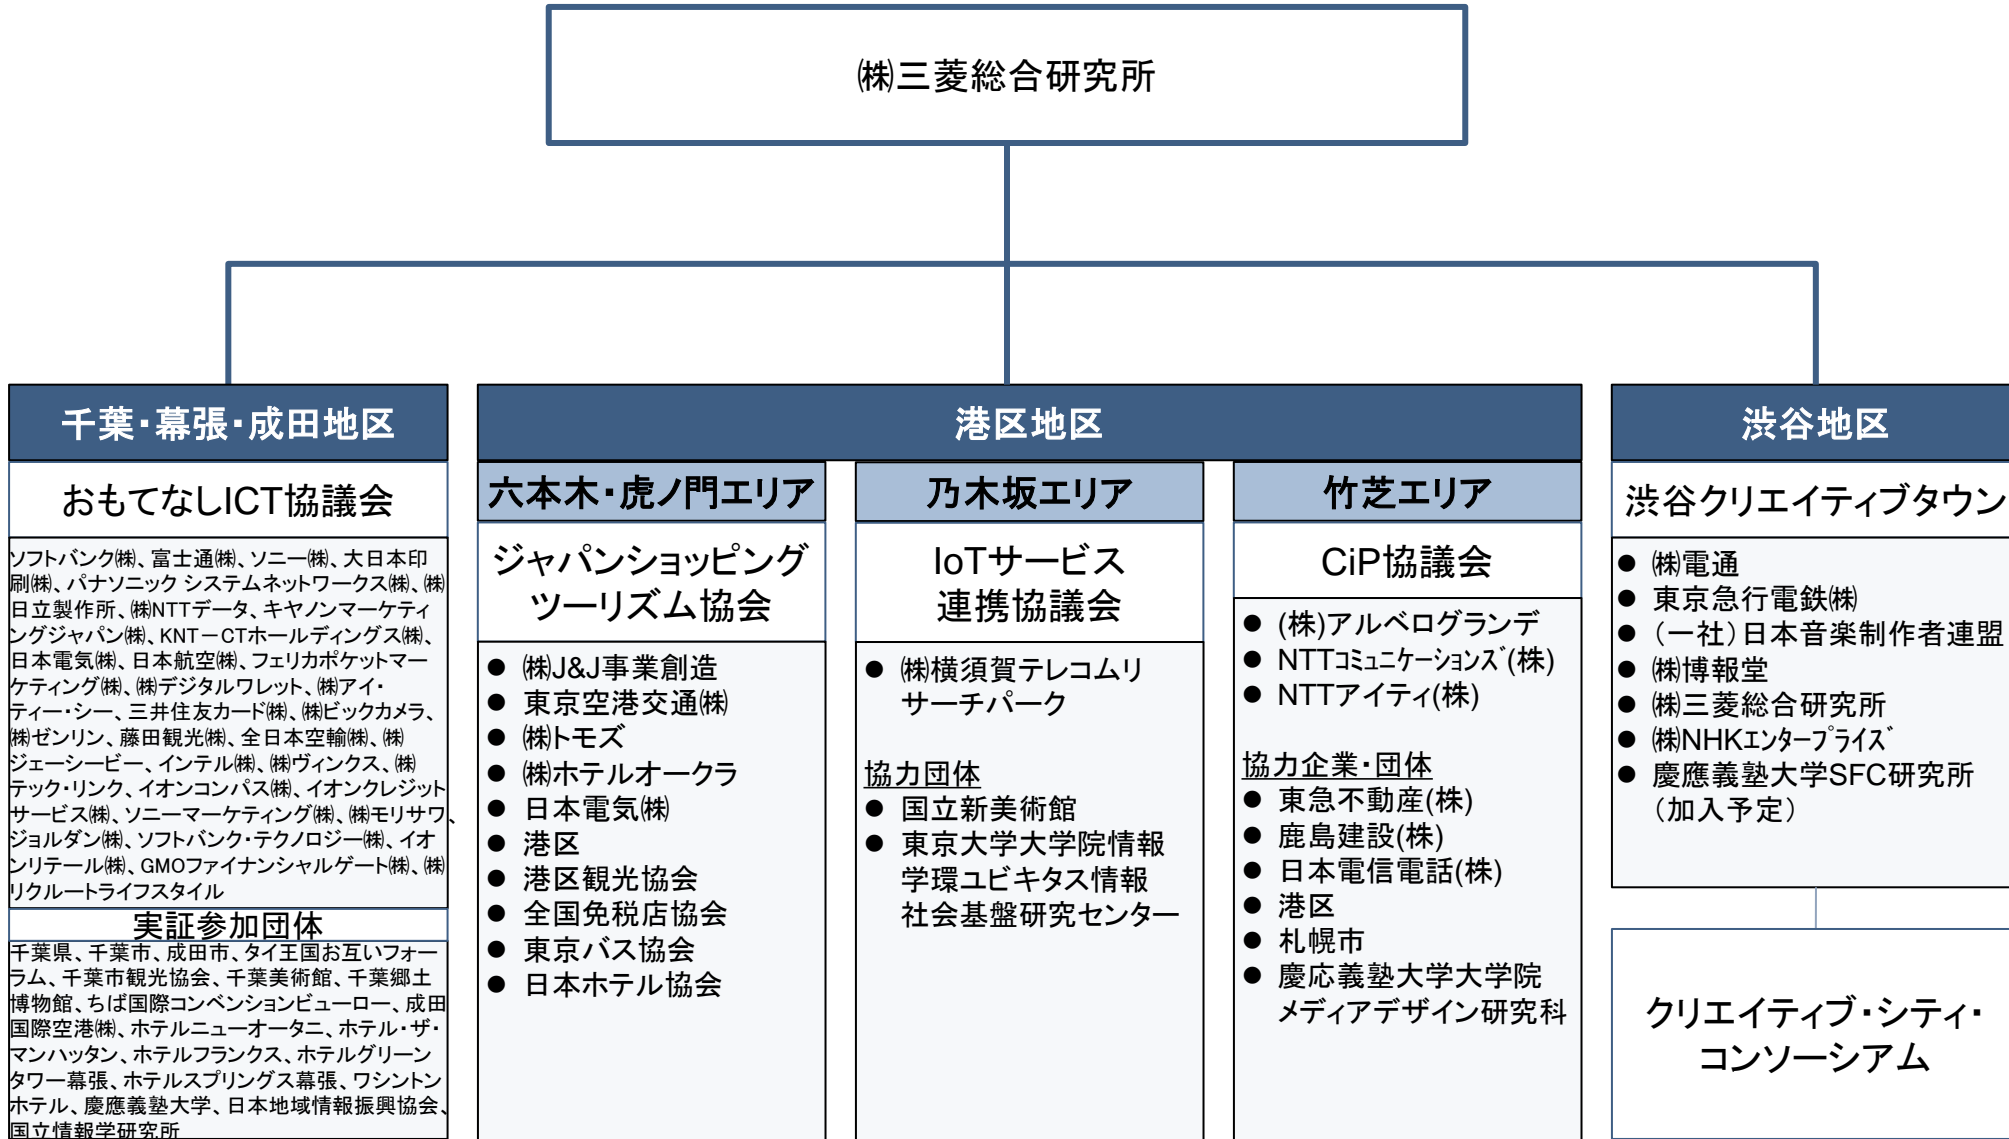 ㈱三菱総合研究所
千葉・幕張・成田地区
おもてなしICT協議会
ソフトバンク㈱、富士通㈱、ソニー㈱、大日本印
刷㈱、パナソニック システムネットワークス㈱、㈱
日立製作所、㈱NTTデータ、キヤノンマーケティ
ングジャパン㈱、KNT－CTホールディングス㈱、
日本電気㈱、日本航空㈱、フェリカポケットマー
ケティング㈱、㈱デジタルワレット、㈱アイ・
ティー・シー、三井住友カード㈱、㈱ビックカメラ、
㈱ゼンリン、藤田観光㈱、全日本空輸㈱、㈱
ジェーシービー、インテル㈱、㈱ヴィンクス、㈱
テック・リンク、イオンコンパス㈱、イオンクレジット
サービス㈱、ソニーマーケティング㈱、㈱モリサワ、
ジョルダン㈱、ソフトバンク・テクノロジー㈱、イオ
ンリテール㈱、GMOファイナンシャルゲート㈱、㈱
リクルートライフスタイル
実証参加団体
千葉県、千葉市、成田市、タイ王国お互いフォー
ラム、千葉市観光協会、千葉美術館、千葉郷土
博物館、ちば国際コンベンションビューロー、成田
国際空港㈱、ホテルニューオータニ、ホテル・ザ・
マンハッタン、ホテルフランクス、ホテルグリーン
タワー幕張、ホテルスプリングス幕張、ワシントン
ホテル、慶應義塾大学、日本地域情報振興協会、
国立情報学研究所
港区地区
六本木・虎ノ門エリア
ジャパンショッピング
ツーリズム協会
● ㈱J&J事業創造
● 東京空港交通㈱
● ㈱トモズ
● ㈱ホテルオークラ
● 日本電気㈱
● 港区
● 港区観光協会
● 全国免税店協会
● 東京バス協会
● 日本ホテル協会
乃木坂エリア
IoTサービス
連携協議会
● ㈱横須賀テレコムリ
サーチパーク
協力団体
● 国立新美術館
● 東京大学大学院情報
学環ユビキタス情報
社会基盤研究センター
竹芝エリア
CiP協議会
● (株)アルベログランデ
● NTTｺﾐｭﾆｹｰｼｮﾝｽﾞ(株)
● NTTアイティ(株)
協力企業・団体
● 東急不動産(株)
● 鹿島建設(株)
● 日本電信電話(株)
● 港区
● 札幌市
● 慶応義塾大学大学院
メディアデザイン研究科
渋谷地区
渋谷クリエイティブタウン
● ㈱電通
● 東京急行電鉄㈱
● （一社）日本音楽制作者連盟
● ㈱博報堂
● ㈱三菱総合研究所
● ㈱NHKｴﾝﾀｰﾌﾟﾗｲｽﾞ
● 慶應義塾大学SFC研究所
（加入予定）
クリエイティブ・シティ・
コンソーシアム